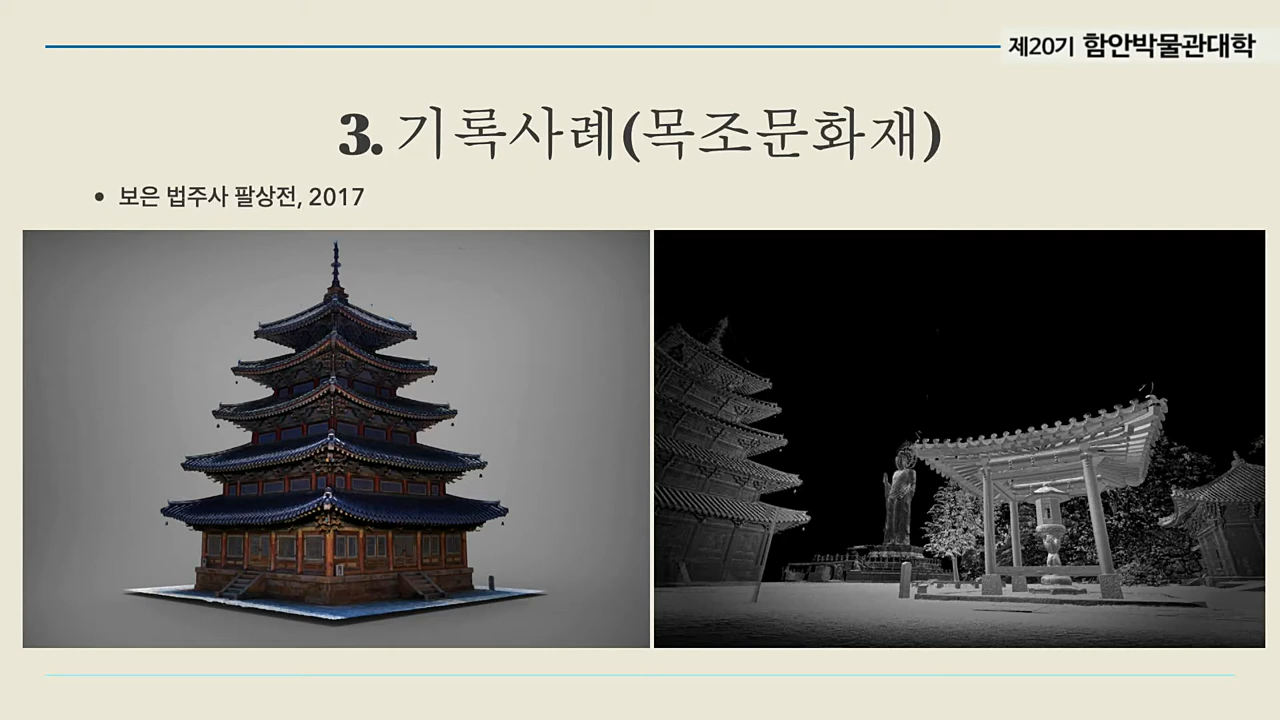 제20기 함안박물관대학
3. 기록사례(목조문화재)
• 보은 법주사 팔상전, 2017